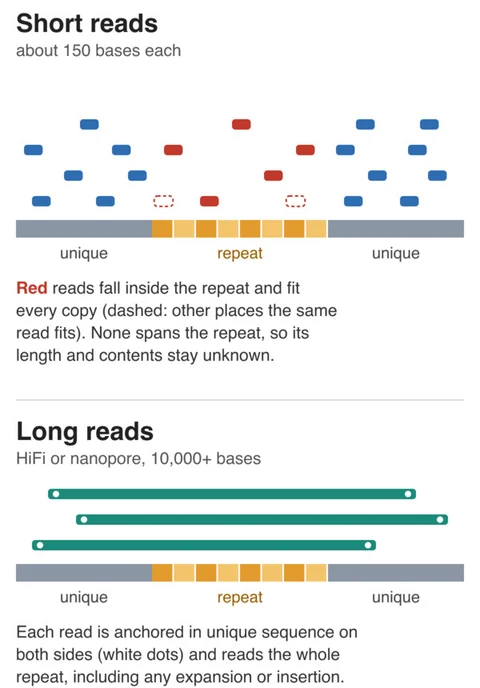 Short reads
about 150 bases each
unique
repeat
unique
Red reads fall inside the repeat and fit
every copy (dashed: other places the same
read fits). None spans the repeat, so its
length and contents stay unknown.
Long reads
HiFi or nanopore, 10,000+ bases
unique
repeat
unique
Each read is anchored in unique sequence on
both sides (white dots) and reads the whole
repeat, including any expansion or insertion.